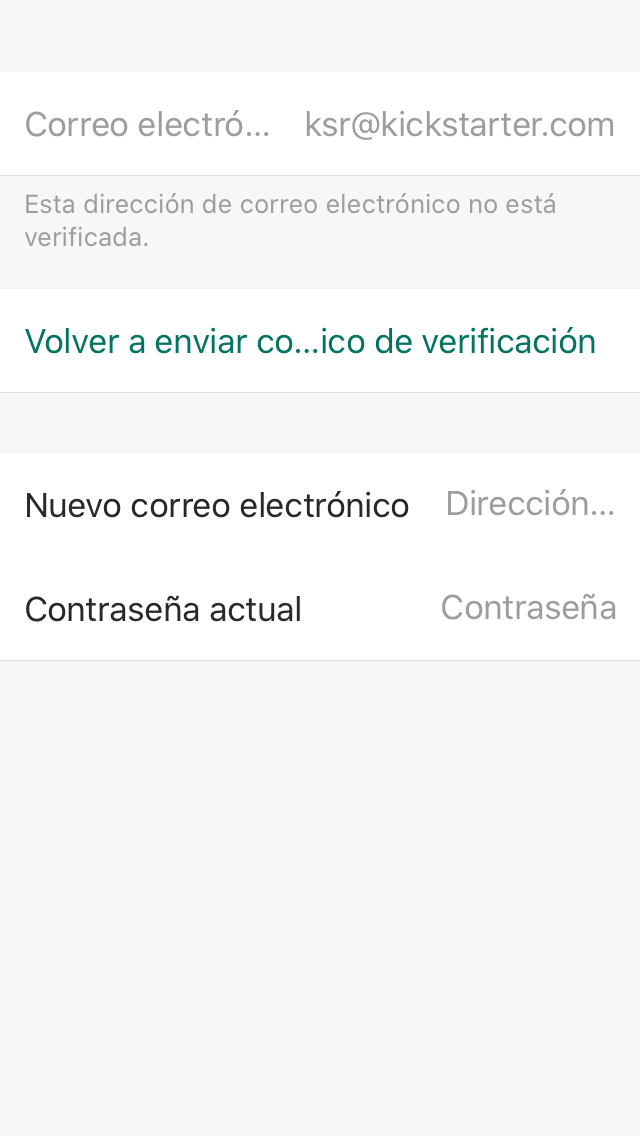 Correo electró... ksr@kickstarter.com
Esta dirección de correo electrónico no está
verificada.
Volver a enviar co...ico de verificación
Nuevo correo electrónico Dirección...
Contraseña actual Contraseña